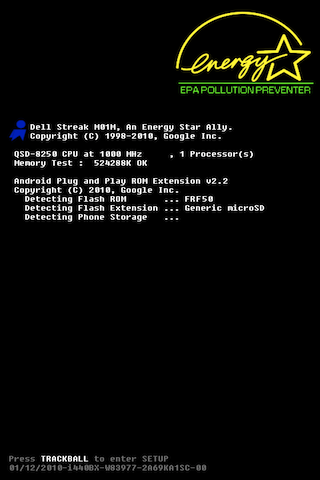 energy
EPA POLLUTION PREVENTER
Dell Streak M01M, An Energy Star Ally.
Copyright (C) 1998-2010, Google Inc.
QSD-8250 CPU at 1000 MHz , 1 Processor(s)
Memory Test : 524288K OK
Android Plug and Play ROM Extension v2.2
Copyright (C) 2010, Google Inc.
Detecting Flash ROM ... FRF50
Detecting Flash Extension ... Generic microSD
Detecting Phone Storage ...
Press TRACKBALL to enter SETUP
01/12/2010-i440BX-W83977-2A69KA1SC-00